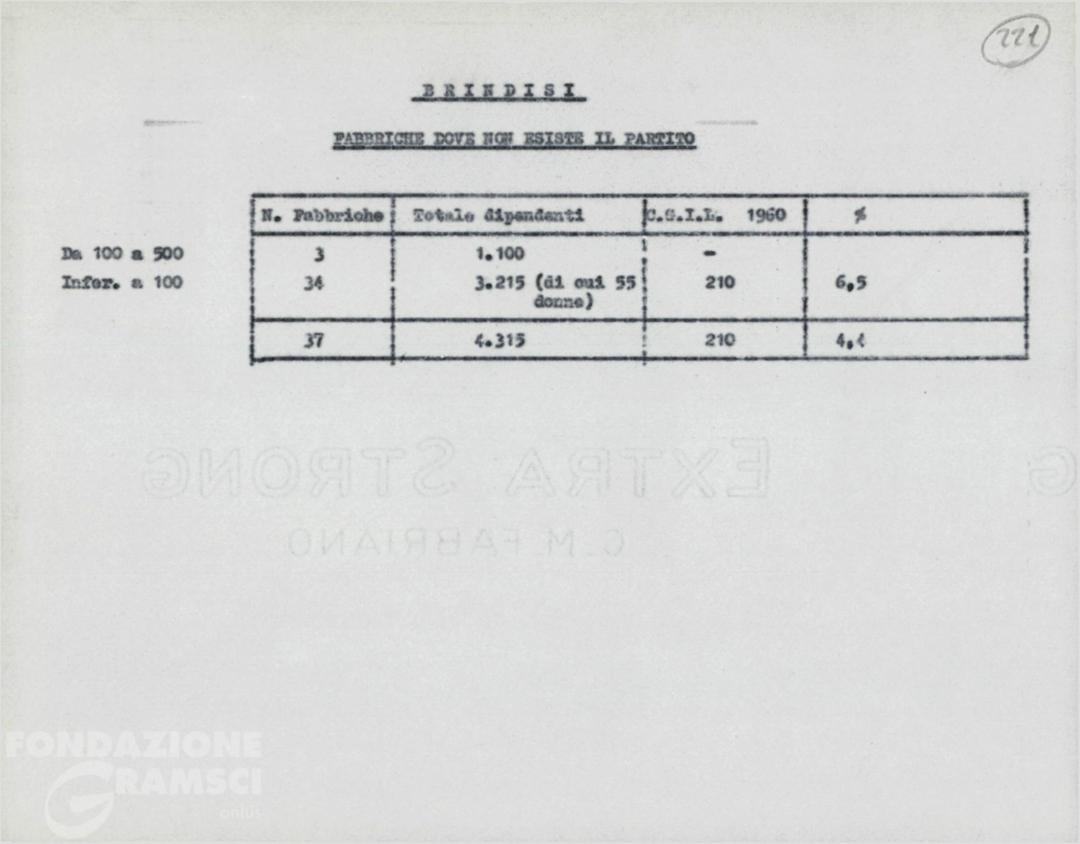 221
BRINDISI
FABBRICHE DOVE NON ESISTE IL PARTITO
N. Fabbriche Totale dipendenti C.G.I.L. 1960 %
Da 100 a 500 3 1.100 -
Infer. a 100 34 3.215 (di cui 55 210 6,5
donne)
37 4.315 210 4,4
EXTRA STRONG G
C.M. FABRIANO
FONDAZIONE
GRAMSCI
onlus